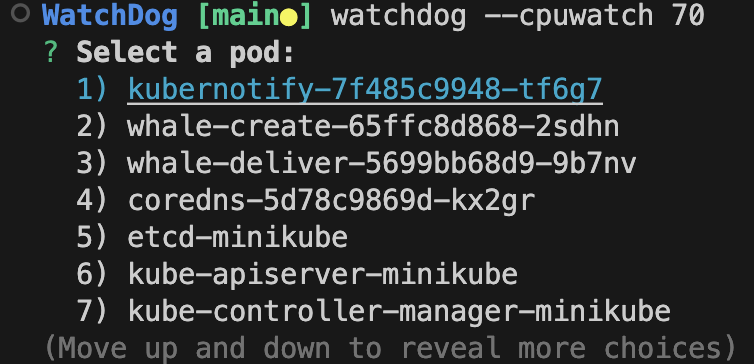 WatchDog [main●] watchdog --cpuwatch 70
? Select a pod:
1) kubernotify-7f485c9948-tf6g7
2) whale-create-65ffc8d868-2sdhn
3) whale-deliver-5699bb68d9-9b7nv
4) coredns-5d78c9869d-kx2gr
5) etcd-minikube
6) kube-apiserver-minikube
7) kube-controller-manager-minikube
(Move up and down to reveal more choices)